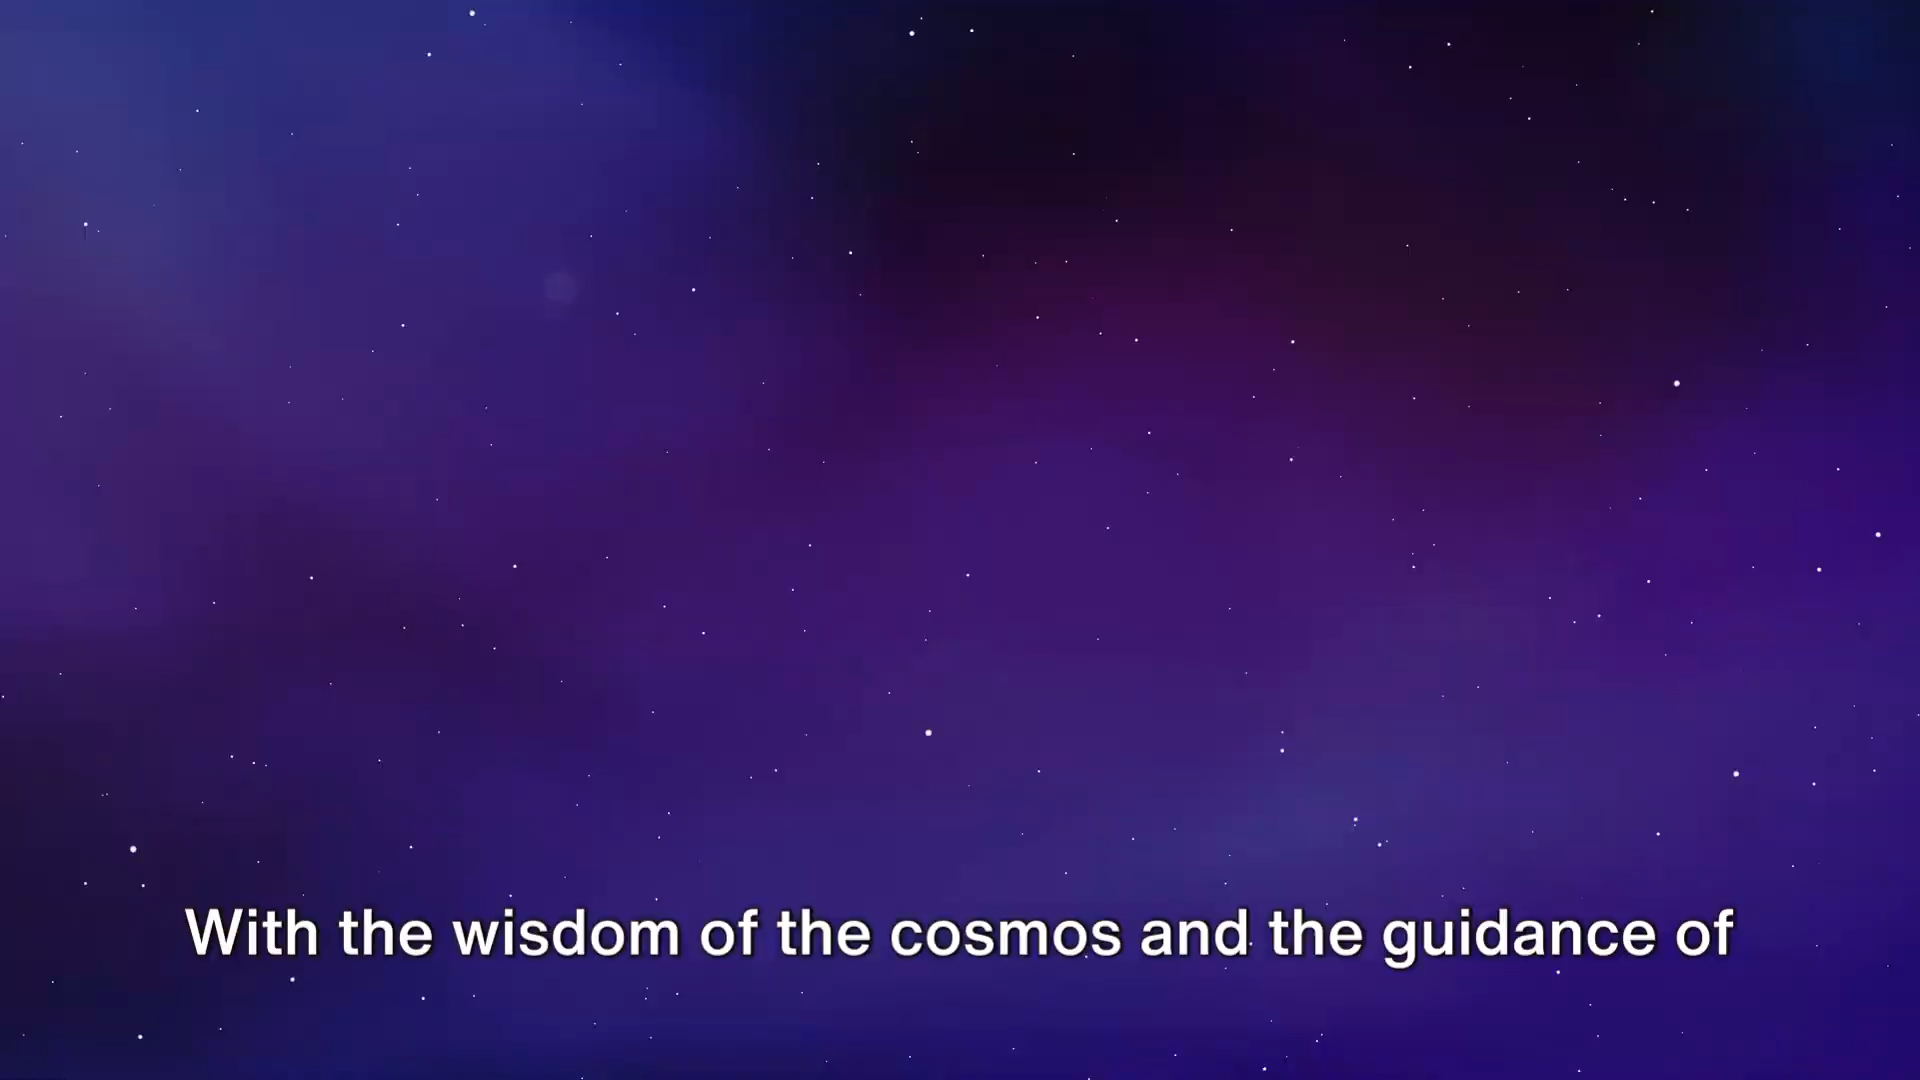 With the wisdom of the cosmos and the guidance of